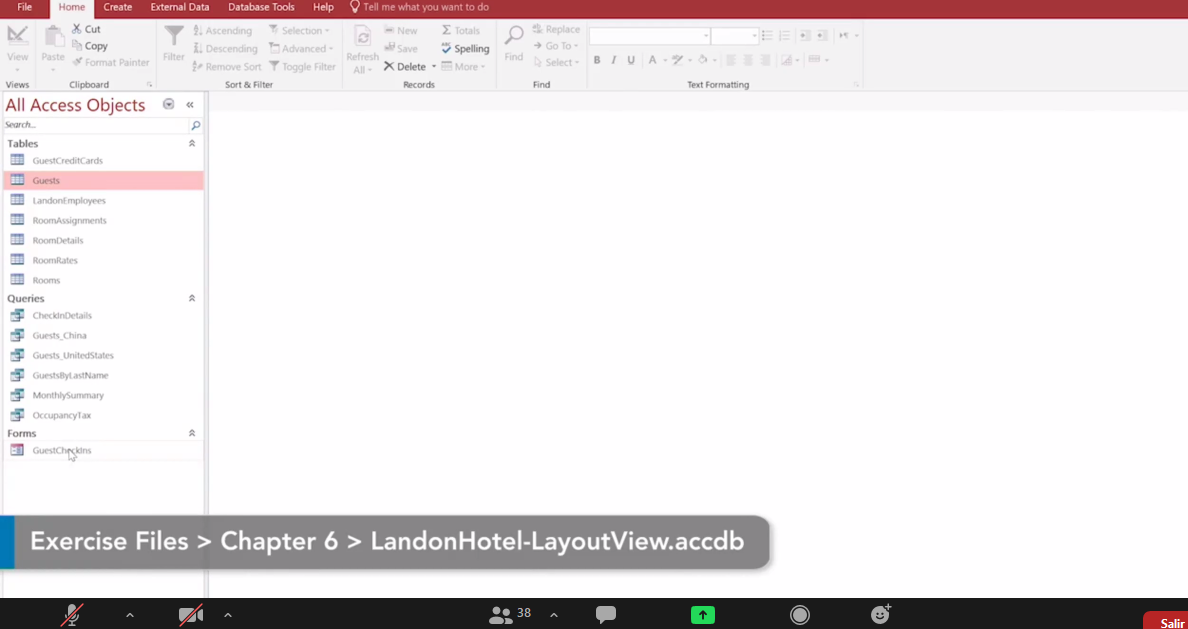 File Home Create External Data Database Tools Help Tell me what you want to do
View
Views
Paste
Cut
Copy
Format Painter
Clipboard
Filter
Ascending
Descending
Remove Sort
Selection
Advanced
Toggle Filter
Sort & Filter
Refresh
All
New
Save
Delete
Totals
Spelling
More
Records
Find
Replace
Go To
Select
Find
B I U A
Text Formatting
All Access Objects
Search...
Tables
GuestCreditCards
Guests
LandonEmployees
RoomAssignments
RoomDetails
RoomRates
Rooms
Queries
CheckInDetails
Guests_China
Guests_UnitedStates
GuestsByLastName
MonthlySummary
OccupancyTax
Forms
GuestCheckIns
Exercise Files > Chapter 6 > LandonHotel-LayoutView.accdb
38
Salir